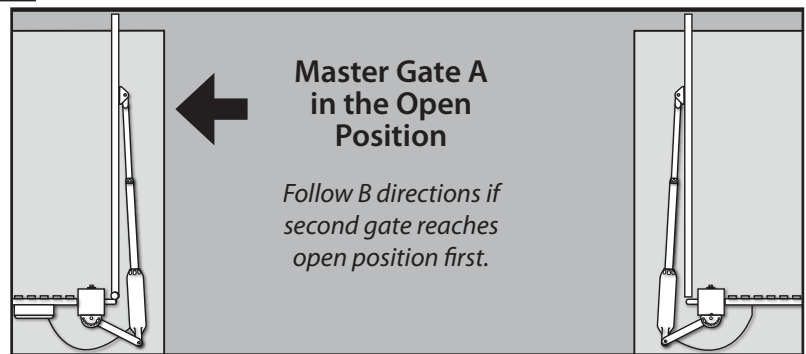 Master Gate A
in the Open
Position
Follow B directions if
second gate reaches
open position first.